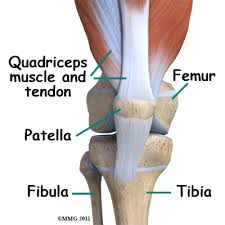 Quadriceps
muscle and
tendon
Femur
Patella
Fibula
Tibia
©MMG 2011